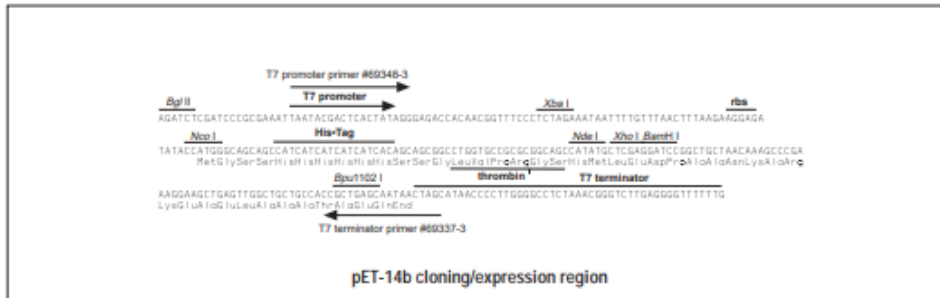 T7 promoter primer #69348-3
Bgl II T7 promoter Xba I rbs
AGATCTCGATCCCGCGAAATTAATACGACTCACTATAGGGAGACCACAACGGTTTCCCTCTAGAAATAATTTTGTTTAACTTTAAGAAGGAGA
Nco I His•Tag Nde I Xho I BamH I
TATACCATGGGCAGCAGCCATCATCATCATCATCACAGCAGCGGCCTGGTGCCGCGCGGCAGCCATATGCTCGAGGATCCGGCTGCTAACAAAGCCCGA
MetGlySerSerHisHisHisHisHisHisSerSerGlyLeuValProArgGlySerHisMetLeuGluAspProAlaAlaAsnLysAlaArg
Bpu1102 I thrombin T7 terminator
AAGGAAGCTGAGTTGGCTGCTGCCACCGCTGAGCAATAACTAGCATAACCCCTTGGGGCCTCTAAACGGGTCTTGAGGGGTTTTTTG
LysGluAlaGluLeuAlaAlaAlaThrAlaGluGlnEnd
T7 terminator primer #69337-3
pET-14b cloning/expression region